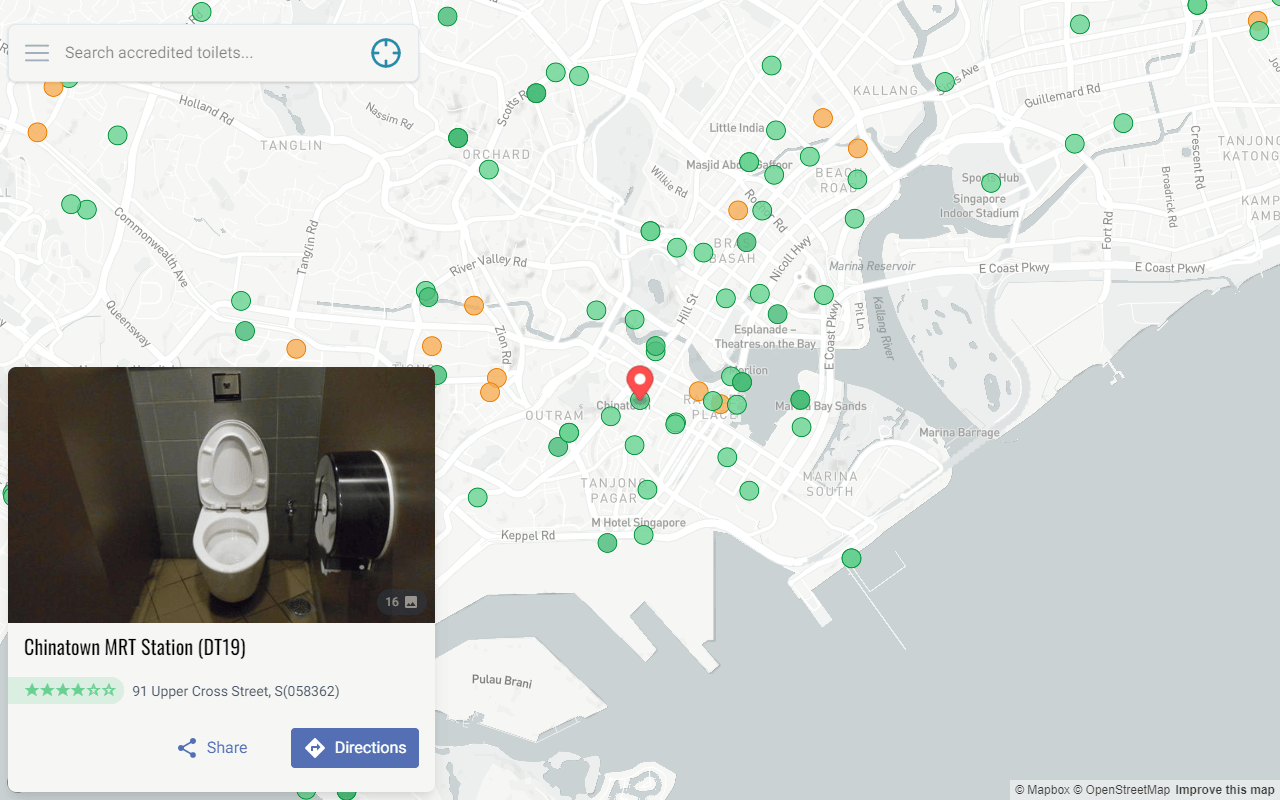 Search accredited toilets...
KALLANG
Guillemard Rd
Holland Rd
Nassim Rd
Scotts R
TANGLIN
ORCHARD
Little India
Masjid Abdul Gaffoor
Wilkie Rd
BEACH
ROAD
Sports Hub
Singapore
Indoor Stadium
TANJONG
KATONG
Crescent Rd
Broadrick Rd
KAMP
AMB
Commonwealth Ave
Tanglin Rd
River Valley Rd
BRAS
BASAH
Nicoll Hwy
Marina Reservoir
Fort Rd
E Coast Pkwy
E Coast Pkwy
Queensway
Hill St
Esplanade –
Theatres on the Bay
E Coast Pkwy
Pit Ln
Kallang River
Zion Rd
Merlion
Chinatown
OUTRAM
PLACE
Marina Bay Sands
Marina Barrage
TANJONG
PAGAR
MARINA
SOUTH
M Hotel Singapore
Keppel Rd
16
Chinatown MRT Station (DT19)
91 Upper Cross Street, S(058362)
Pulau Brani
Share
Directions
© Mapbox © OpenStreetMap Improve this map